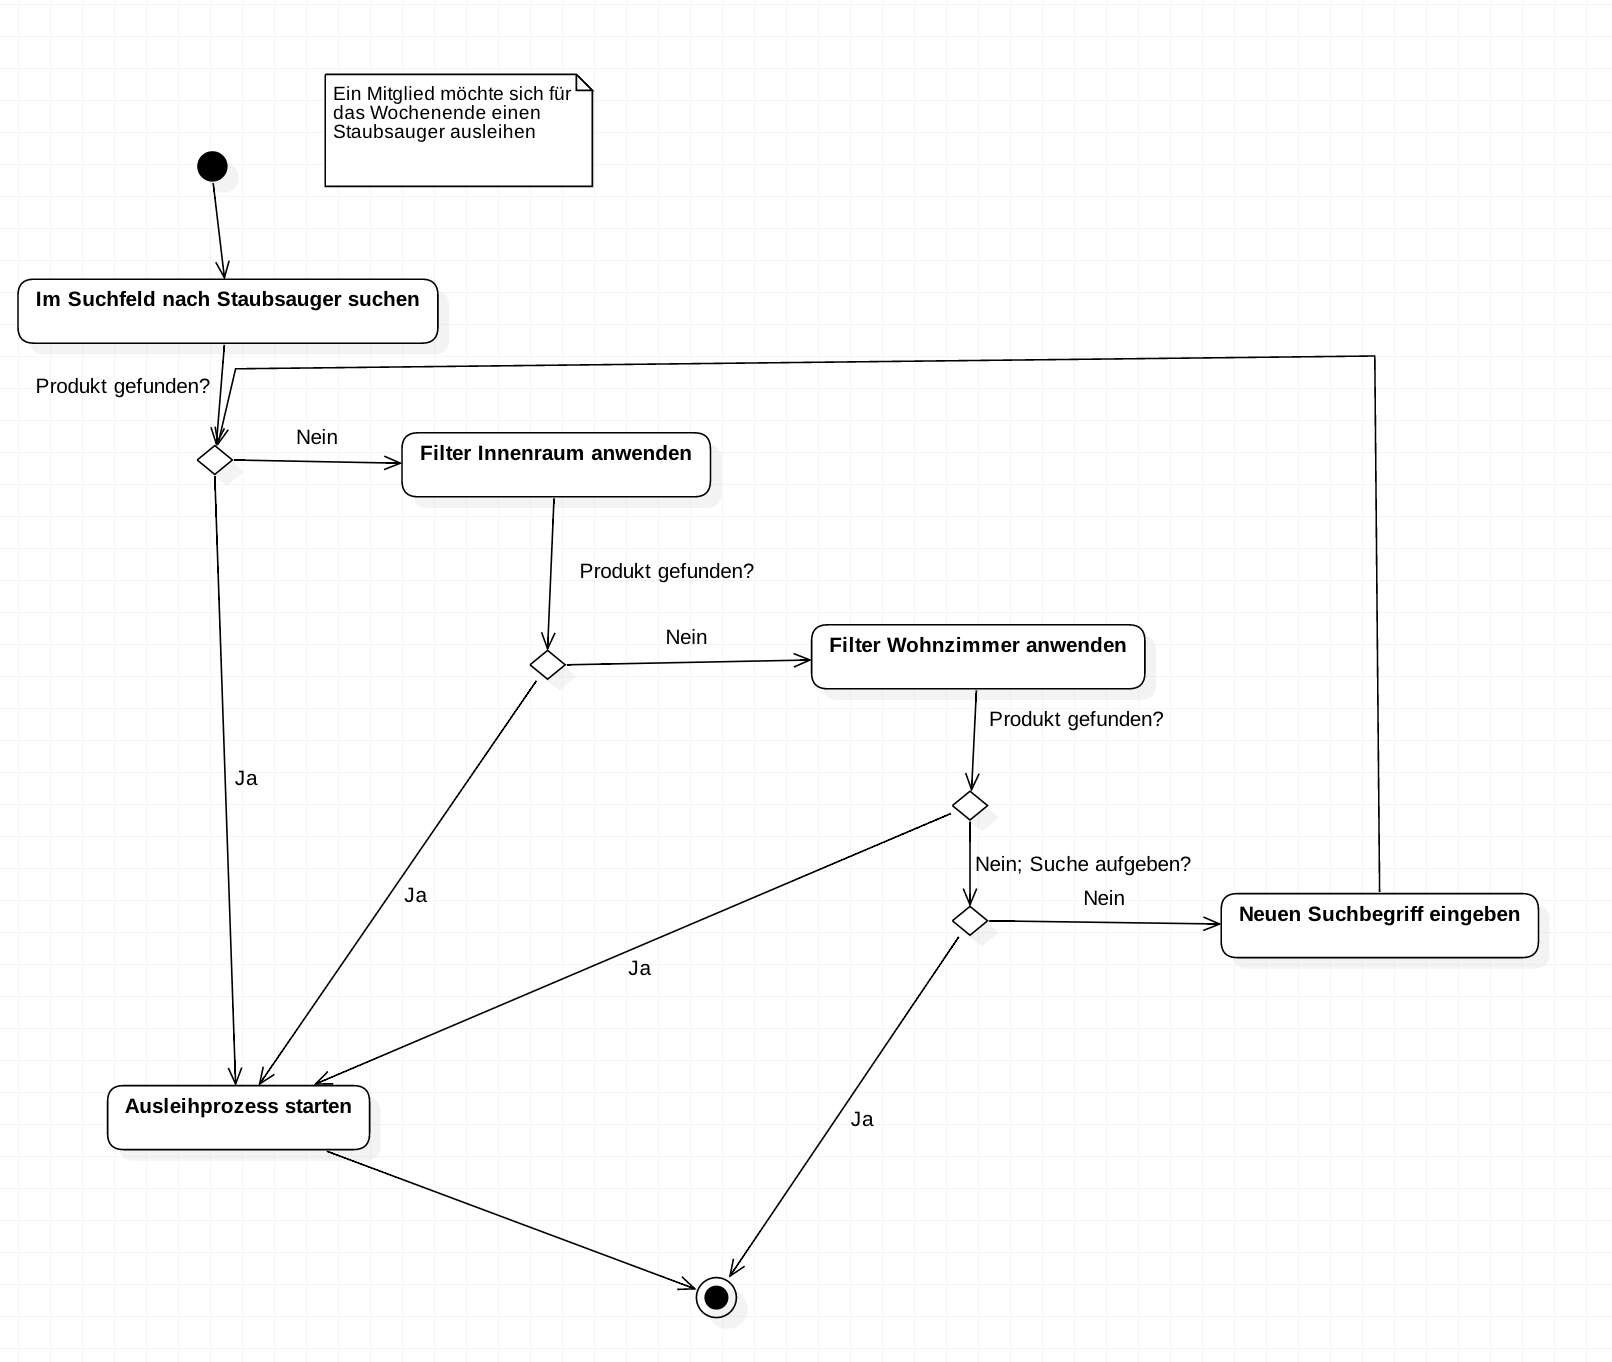 Ein Mitglied möchte sich für
das Wochenende einen
Staubsauger ausleihen
Im Suchfeld nach Staubsauger suchen
Produkt gefunden?
Nein
Filter Innenraum anwenden
Produkt gefunden?
Nein
Filter Wohnzimmer anwenden
Produkt gefunden?
Ja
Nein; Suche aufgeben?
Ja
Nein
Neuen Suchbegriff eingeben
Ja
Ausleihprozess starten
Ja